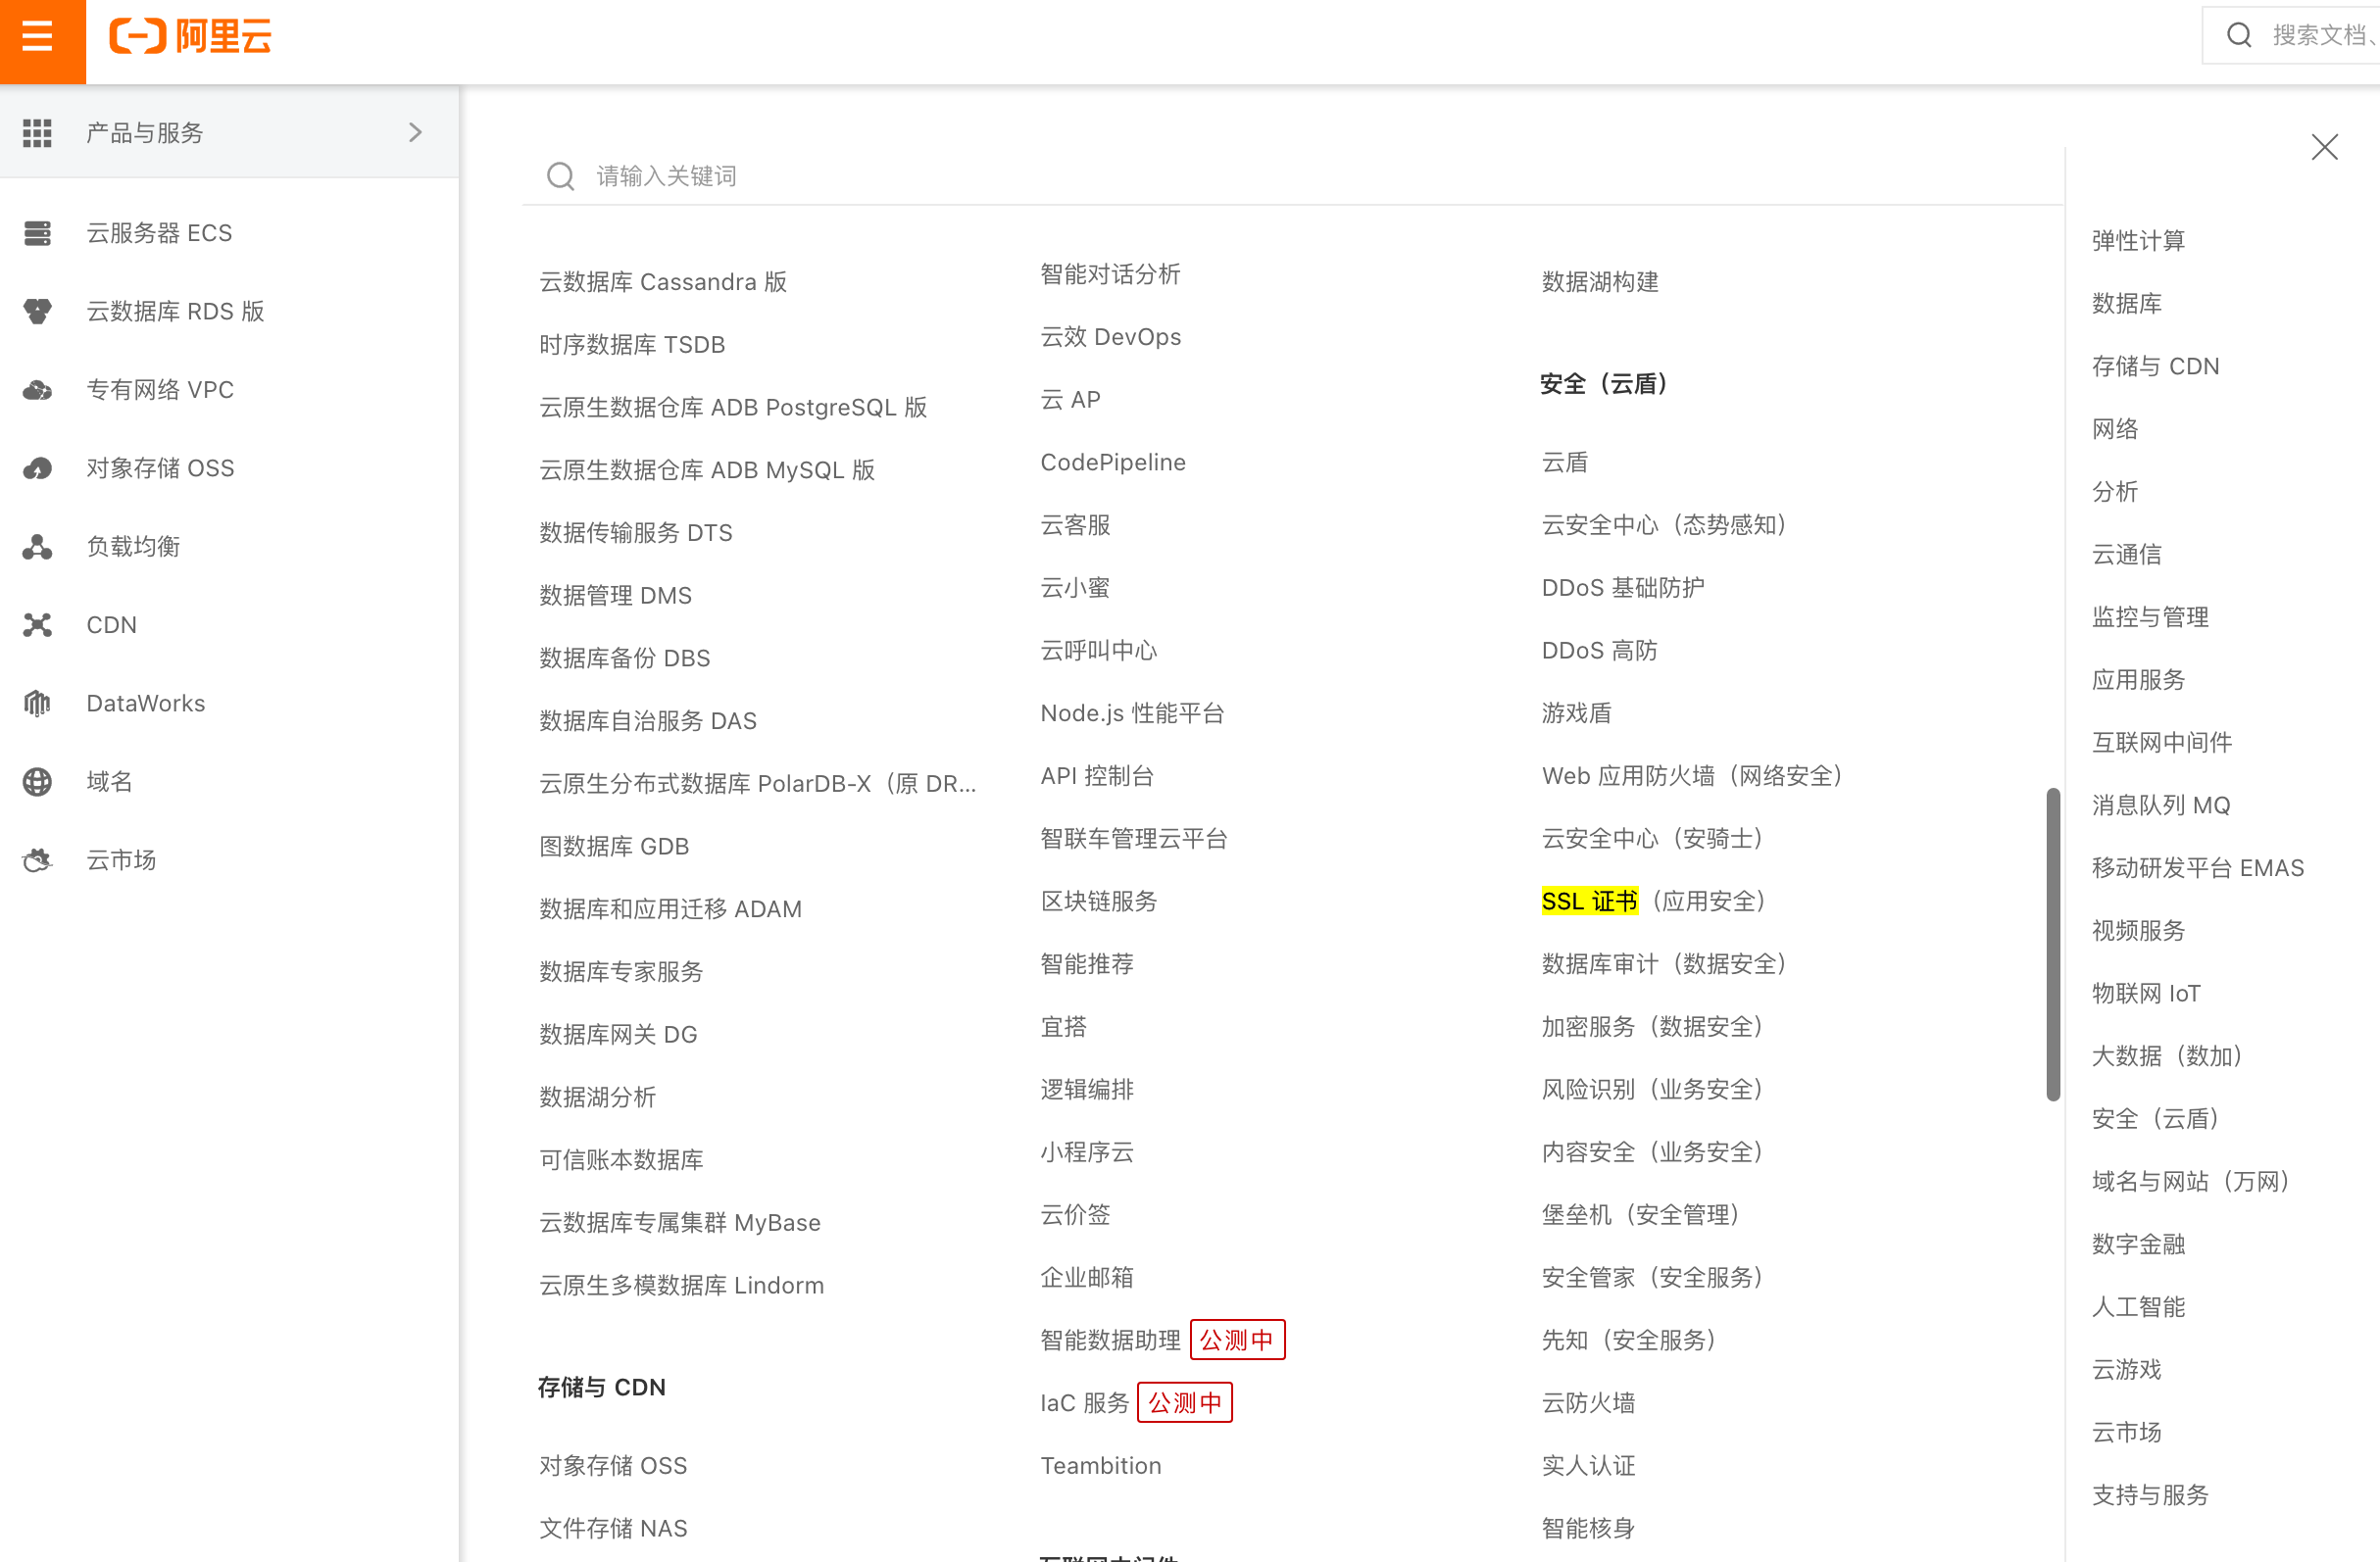 阿里云
搜索文档、
产品与服务
云服务器 ECS
云数据库 RDS 版
专有网络 VPC
对象存储 OSS
负载均衡
CDN
DataWorks
域名
云市场
请输入关键词
云数据库 Cassandra 版
时序数据库 TSDB
云原生数据仓库 ADB PostgreSQL 版
云原生数据仓库 ADB MySQL 版
数据传输服务 DTS
数据管理 DMS
数据库备份 DBS
数据库自治服务 DAS
云原生分布式数据库 PolarDB-X（原 DR...
图数据库 GDB
数据库和应用迁移 ADAM
数据库专家服务
数据库网关 DG
数据湖分析
可信账本数据库
云数据库专属集群 MyBase
云原生多模数据库 Lindorm
存储与 CDN
对象存储 OSS
文件存储 NAS
智能对话分析
云效 DevOps
云 AP
CodePipeline
云客服
云小蜜
云呼叫中心
Node.js 性能平台
API 控制台
智联车管理云平台
区块链服务
智能推荐
宜搭
逻辑编排
小程序云
云价签
企业邮箱
智能数据助理 公测中
IaC 服务 公测中
Teambition
互联网中间件
数据湖构建
安全（云盾）
云盾
云安全中心（态势感知）
DDoS 基础防护
DDoS 高防
游戏盾
Web 应用防火墙（网络安全）
云安全中心（安骑士）
SSL 证书（应用安全）
数据库审计（数据安全）
加密服务（数据安全）
风险识别（业务安全）
内容安全（业务安全）
堡垒机（安全管理）
安全管家（安全服务）
先知（安全服务）
云防火墙
实人认证
智能核身
弹性计算
数据库
存储与 CDN
网络
分析
云通信
监控与管理
应用服务
互联网中间件
消息队列 MQ
移动研发平台 EMAS
视频服务
物联网 IoT
大数据（数加）
安全（云盾）
域名与网站（万网）
数字金融
人工智能
云游戏
云市场
支持与服务